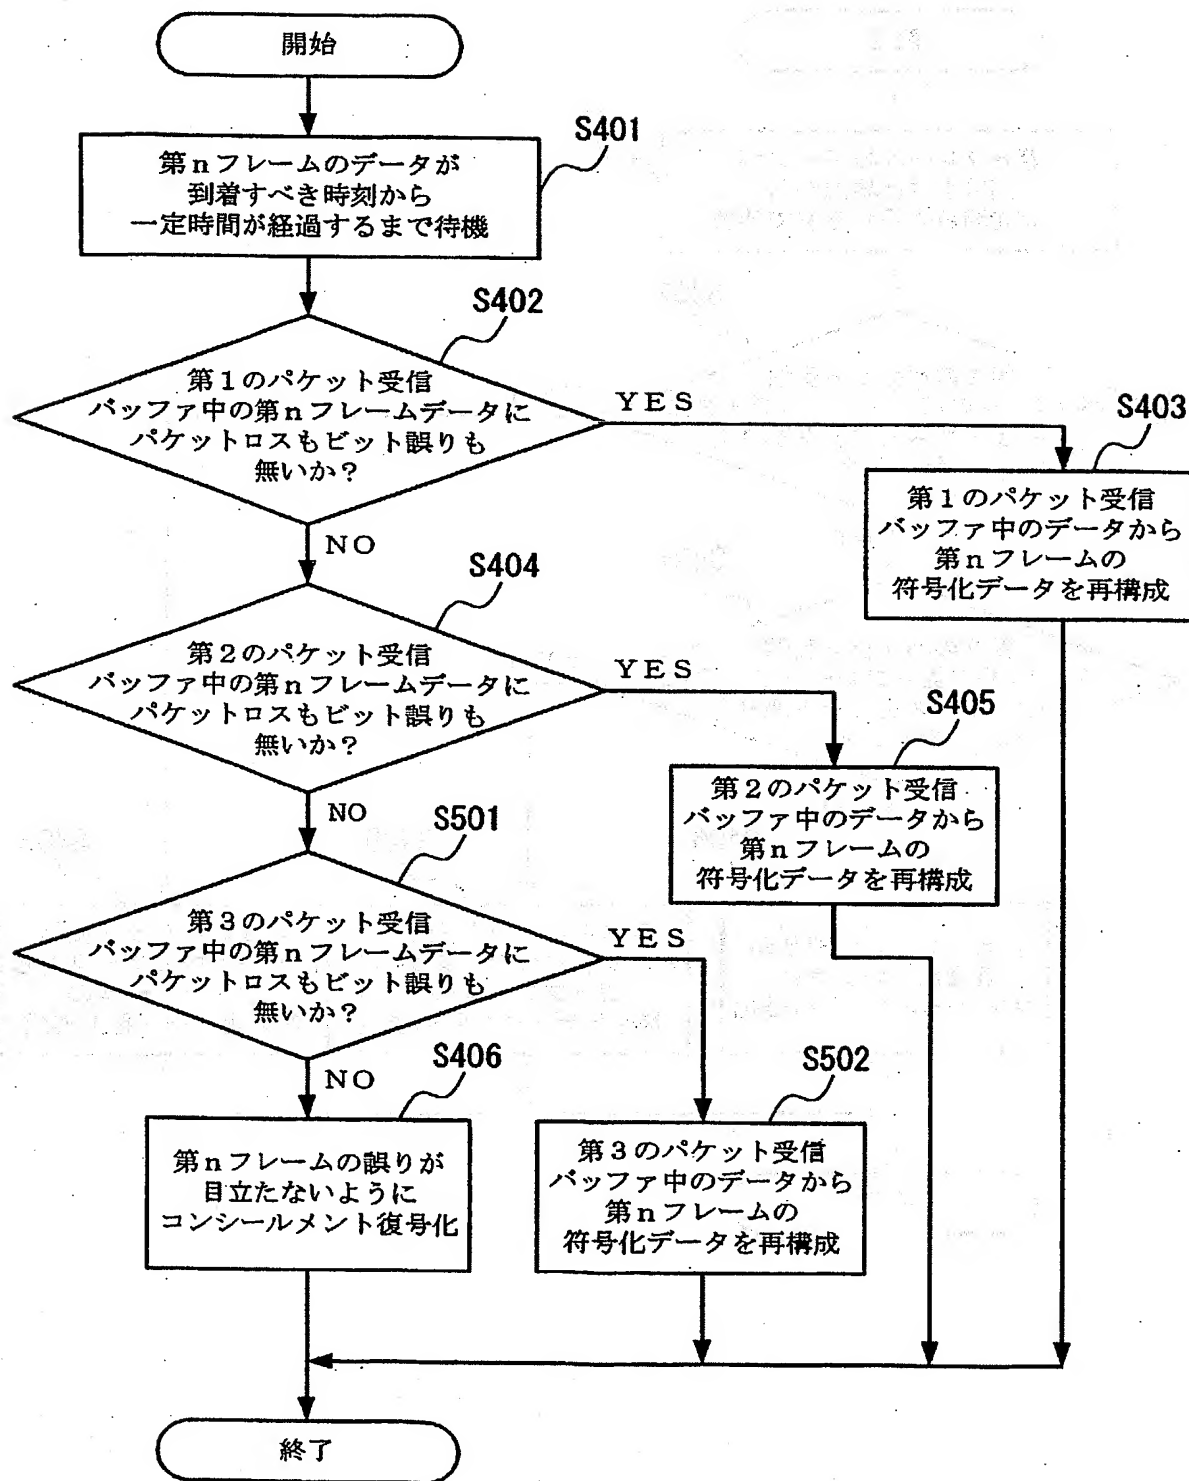 開始
S401
第nフレームのデータが
到着すべき時刻から
一定時間が経過するまで待機
S402
第1のパケット受信
バッファ中の第nフレームデータに
パケットロスもビット誤りも
無いか?
YES
NO
S403
第1のパケット受信
バッファ中のデータから
第nフレームの
符号化データを再構成
S404
第2のパケット受信
バッファ中の第nフレームデータに
パケットロスもビット誤りも
無いか?
YES
NO
S405
第2のパケット受信
バッファ中のデータから
第nフレームの
符号化データを再構成
S501
第3のパケット受信
バッファ中の第nフレームデータに
パケットロスもビット誤りも
無いか?
YES
NO
S406
第nフレームの誤りが
目立たないように
コンシールメント復号化
S502
第3のパケット受信
バッファ中のデータから
第nフレームの
符号化データを再構成
終了